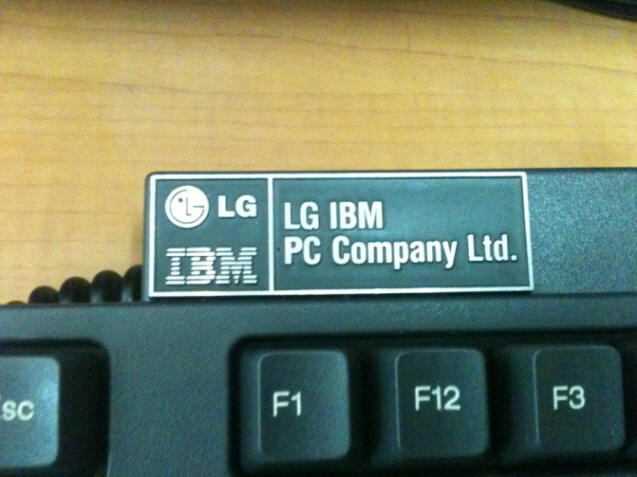 LG
IBM
LG IBM
PC Company Ltd.
sc
F1
F12
F3